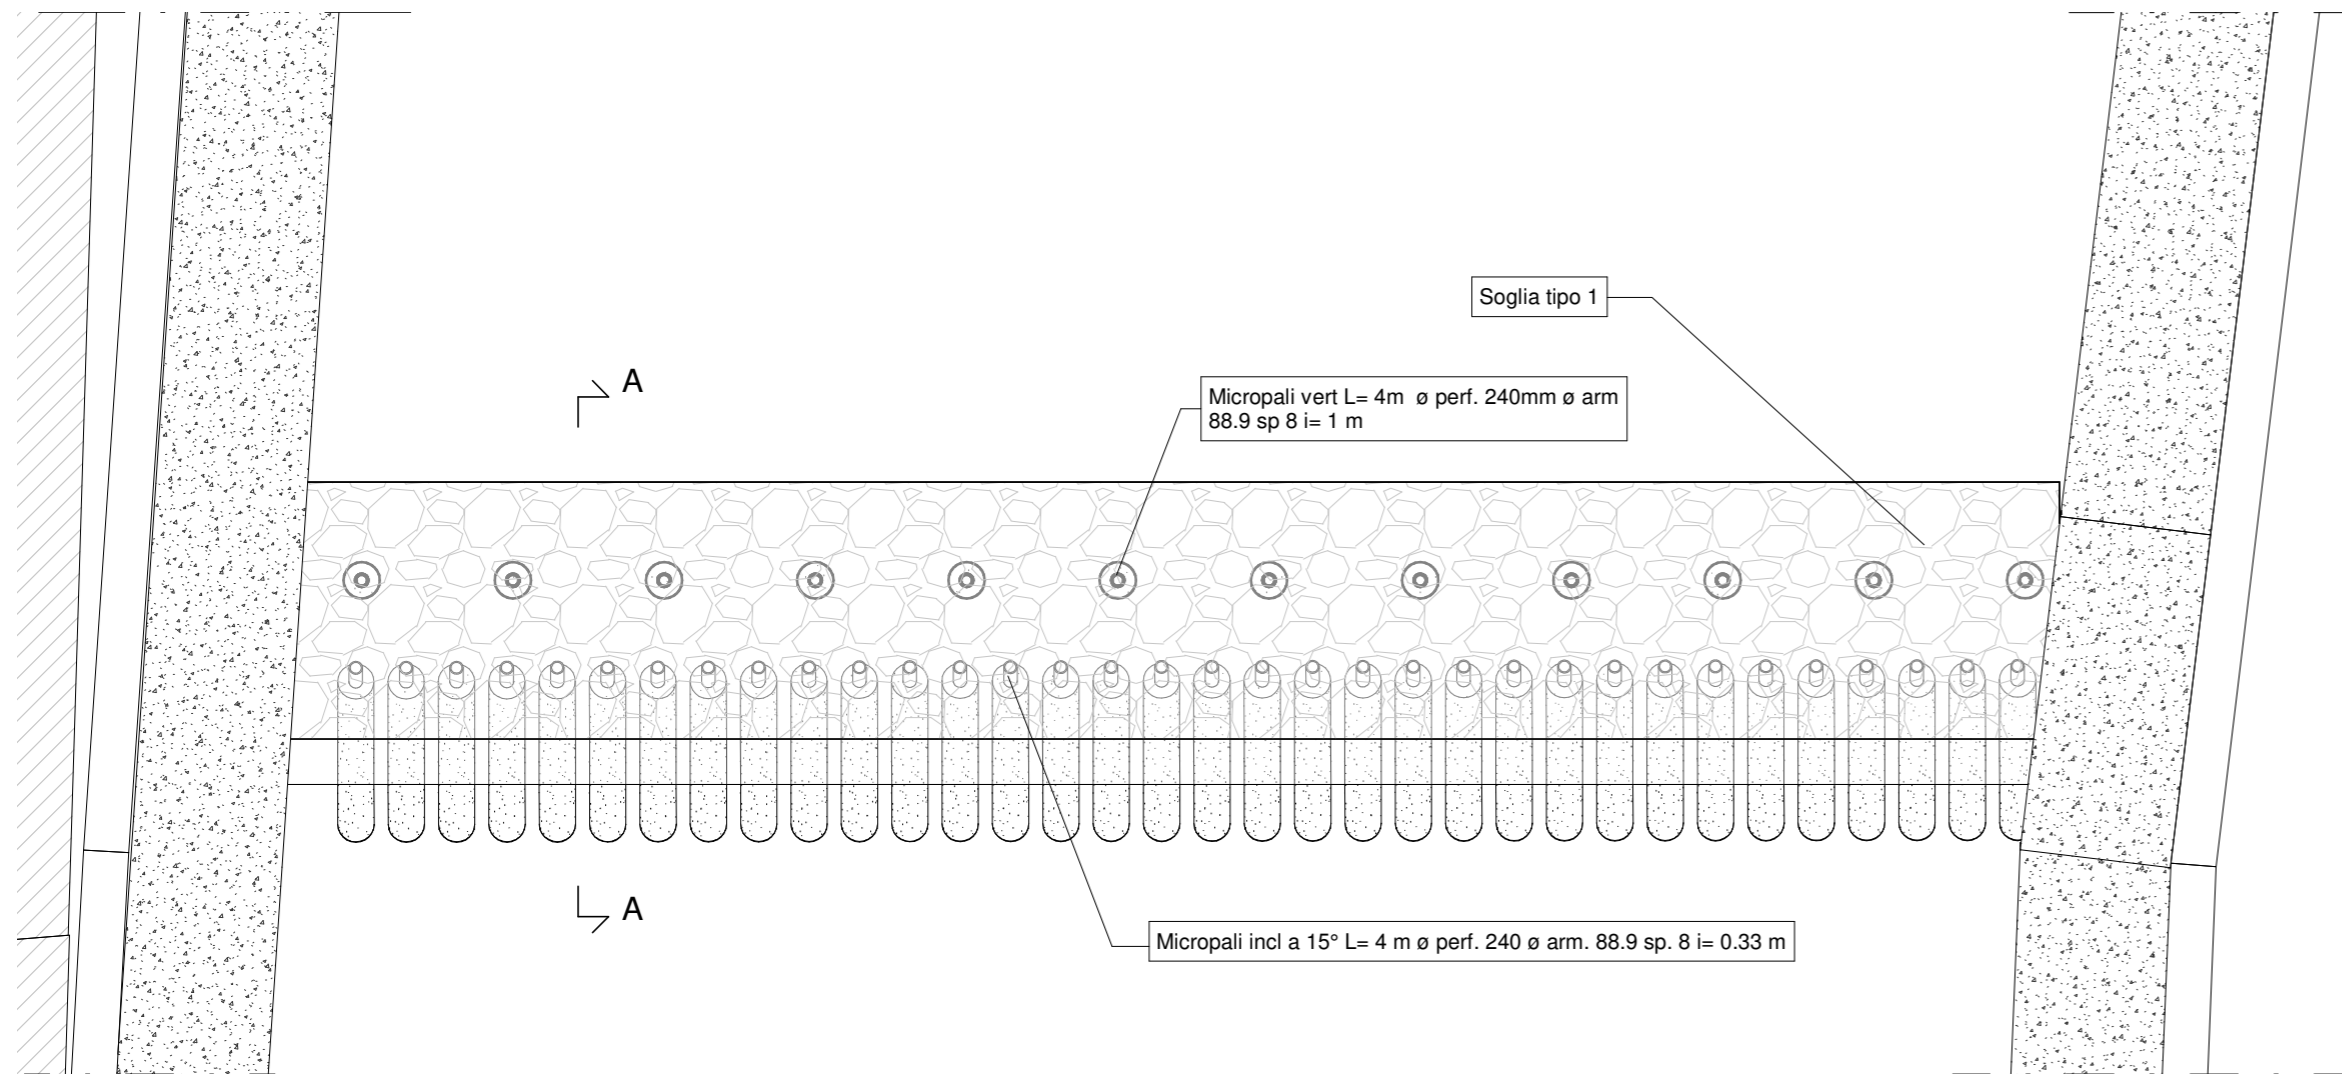 Soglia tipo 1
A
Micropali vert L= 4m ø perf. 240mm ø arm
88.9 sp 8 i= 1 m
A
Micropali incl a 15° L= 4 m ø perf. 240 ø arm. 88.9 sp. 8 i= 0.33 m